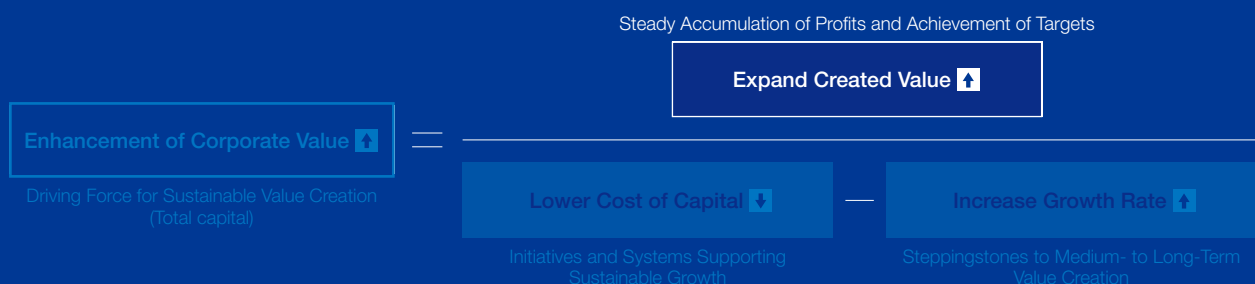 Steady Accumulation of Profits and Achievement of Targets
Expand Created Value
Enhancement of Corporate Value
Driving Force for Sustainable Value Creation
(Total capital)
Lower Cost of Capital
Increase Growth Rate
Initiatives and Systems Supporting
Sustainable Growth
Steppingstones to Medium- to Long-Term
Value Creation